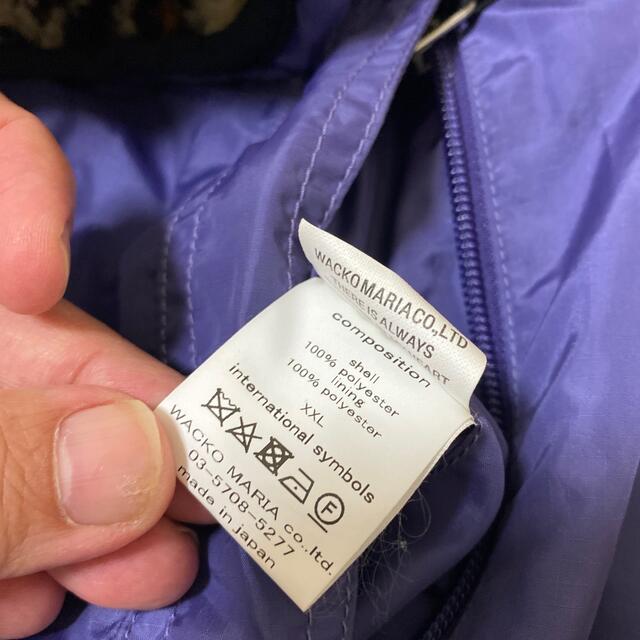 WACKO MARIA CO,.LTD
THERE IS ALWAYS
HEART
composition
shell
100% polyester
lining
100% polyester
XXL
international symbols
F
WACKO MARIA co.,ltd.
03-5708-5277
made in japan